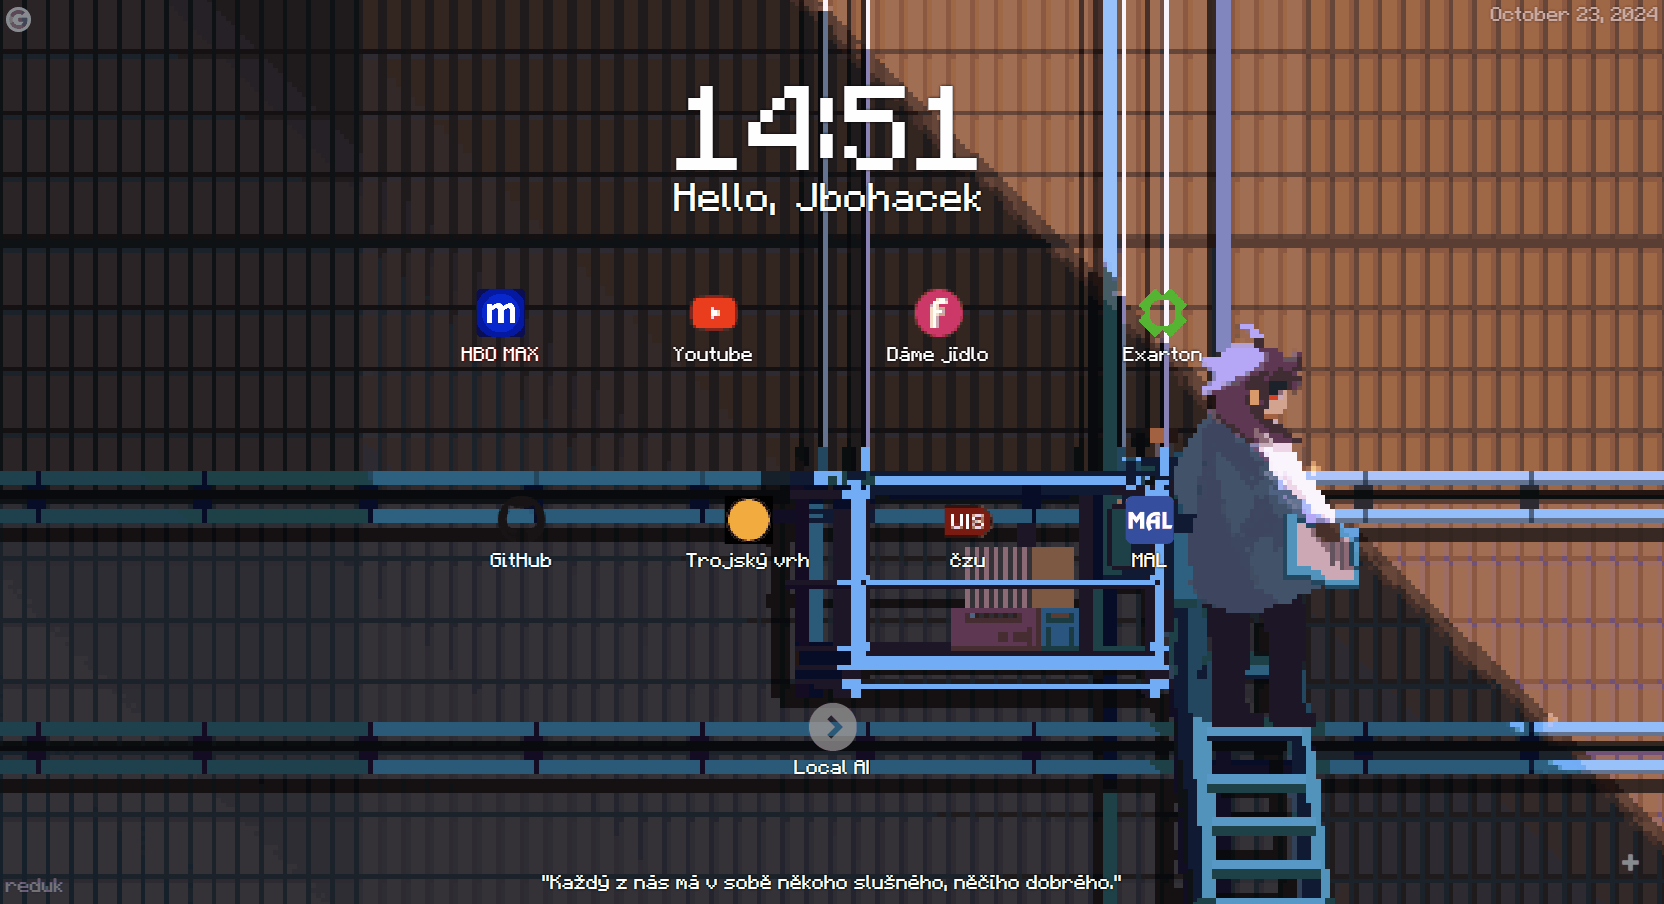 October 23, 2024
14:51
Hello, Jbohacek
HBO MAX
Youtube
Dáme jídlo
Exarton
GitHub
Trojský vrh
UIS
čzu
MAL
MAL
Local AI
"Každý z nás má v sobě někoho slušného, něčího dobrého."
redwk